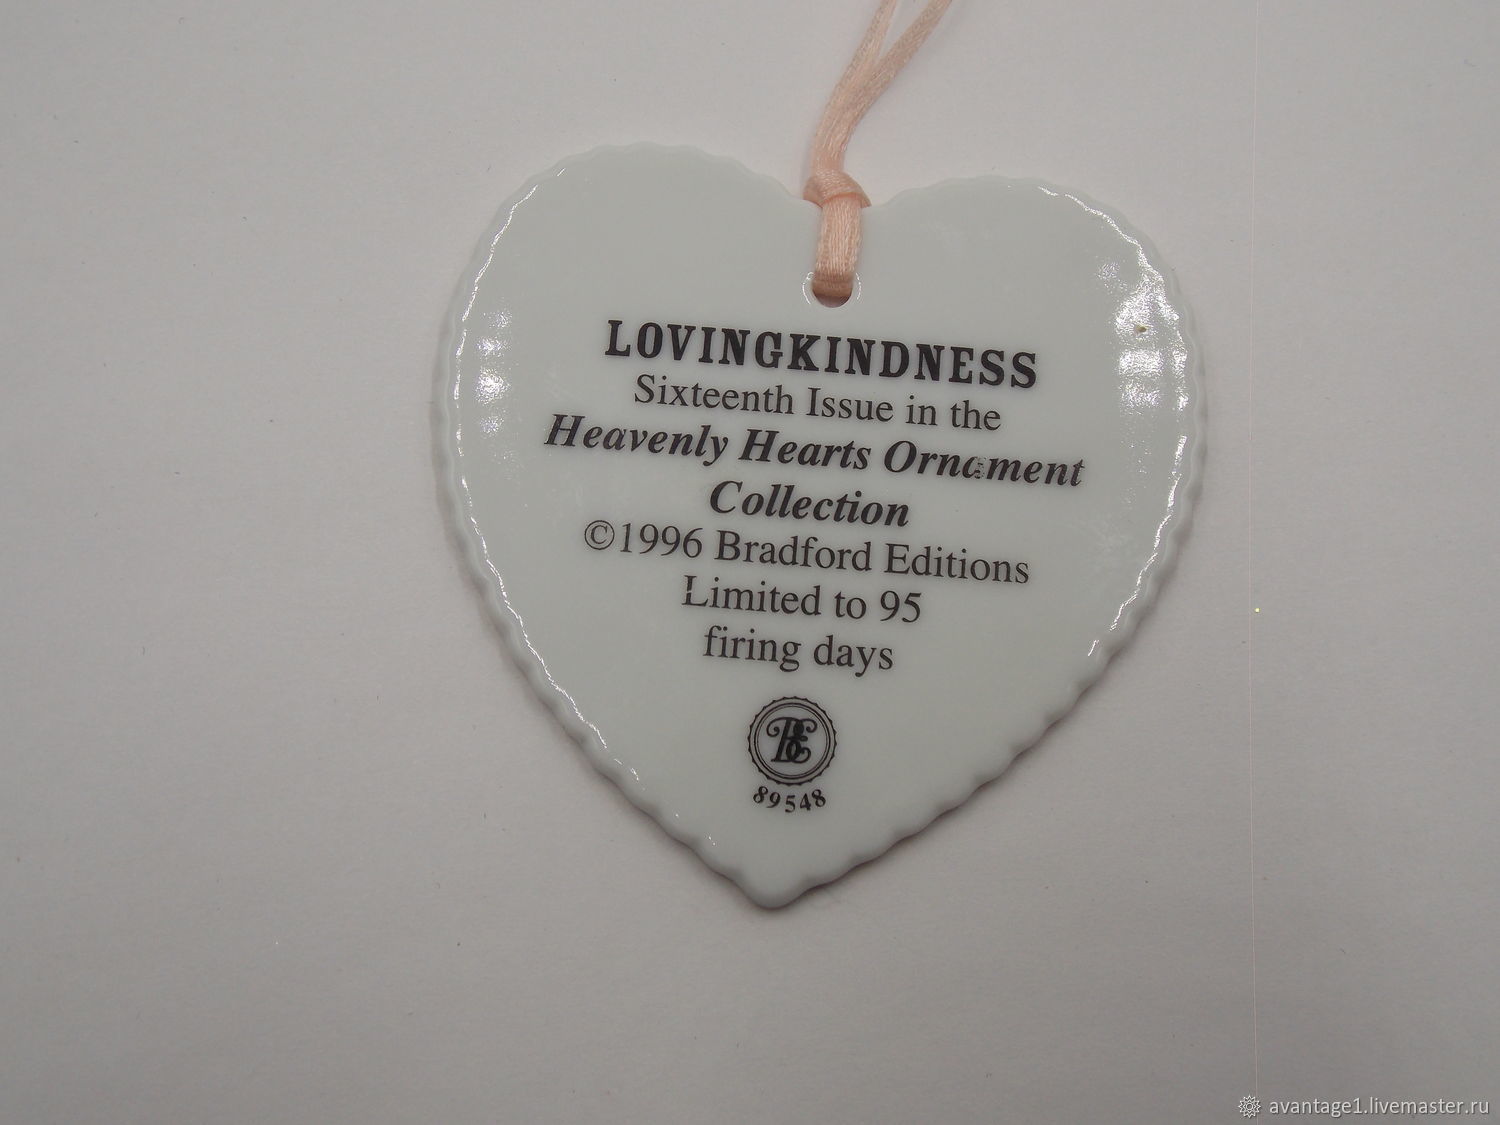 LOVINGKINDNESS
Sixteenth Issue in the
Heavenly Hearts Ornament
Collection
©1996 Bradford Editions
Limited to 95
firing days
BE
89548
avantage1.livemaster.ru